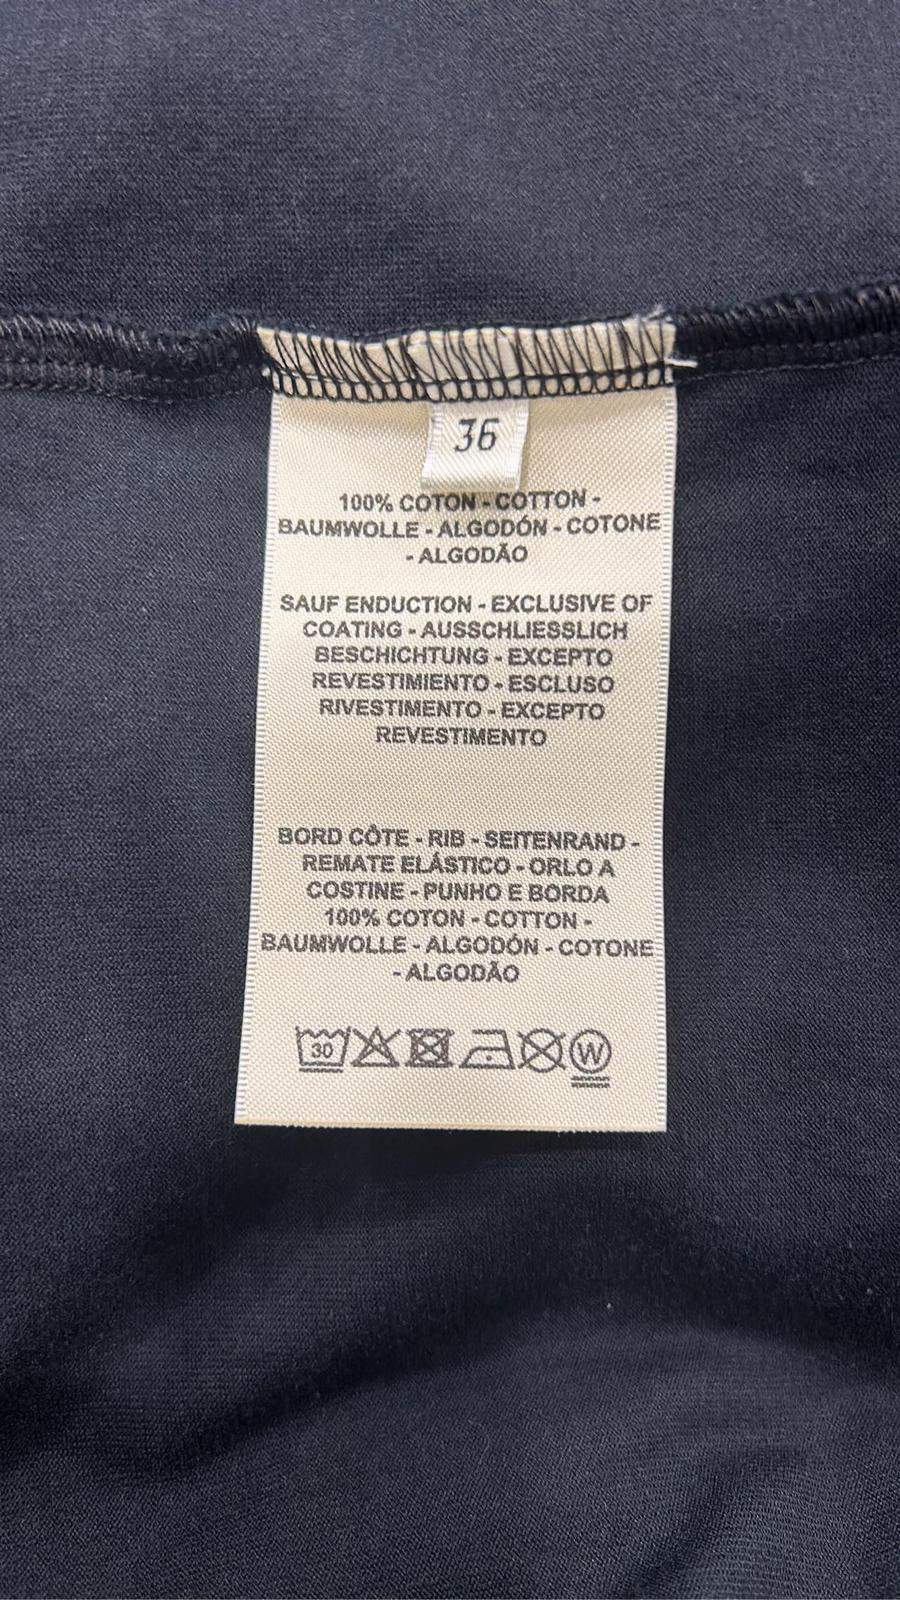 36
100% COTON - COTTON -
BAUMWOLLE - ALGODÓN - COTONE
- ALGODÃO
SAUF ENDUCTION - EXCLUSIVE OF
COATING - AUSSCHLIESSLICH
BESCHICHTUNG - EXCEPTO
REVESTIMIENTO - ESCLUSO
RIVESTIMENTO - EXCEPTO
REVESTIMENTO
BORD CÔTE - RIB - SEITENRAND -
REMATE ELÁSTICO - ORLO A
COSTINE - PUNHO E BORDA
100% COTON - COTTON -
BAUMWOLLE - ALGODÓN - COTONE
- ALGODÃO
30 W